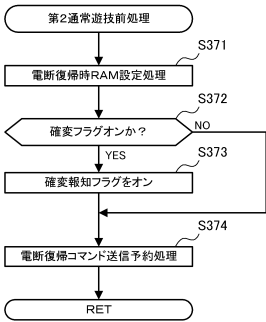 第2通常遊技前処理
S371
電断復帰時RAM設定処理
S372
確変フラグオンか?
NO
YES
S373
確変報知フラグをオン
S374
電断復帰コマンド送信予約処理
RET